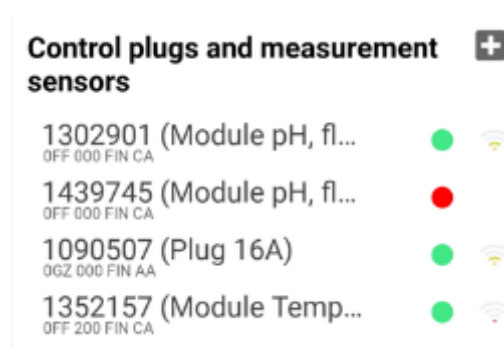 Control plugs and measurement
sensors
1302901 (Module pH, fl...
0FF 000 FIN CA
1439745 (Module pH, fl...
0FF 000 FIN CA
1090507 (Plug 16A)
0GZ 000 FIN AA
1352157 (Module Temp...
0FF 200 FIN CA